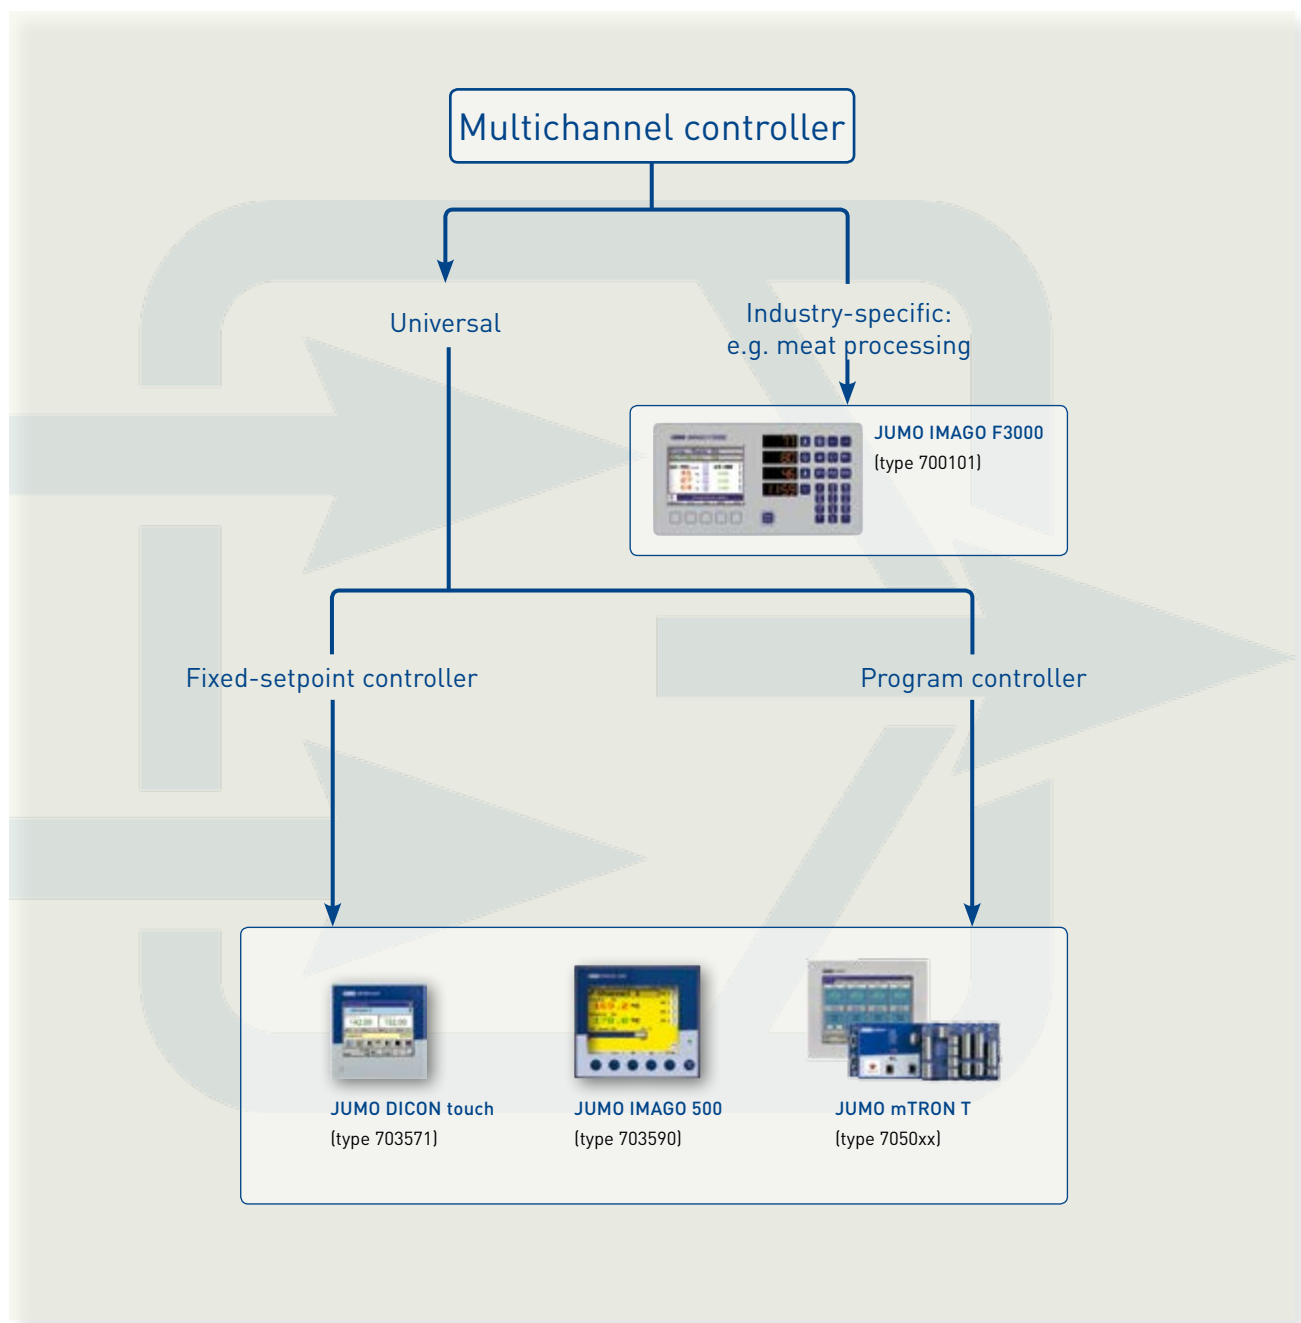 Multichannel controller
Universal
Industry-specific:
e.g. meat processing
JUMO IMAGO F3000
(type 700101)
Fixed-setpoint controller
Program controller
JUMO DICON touch
(type 703571)
JUMO IMAGO 500
(type 703590)
JUMO mTRON T
(type 7050xx)